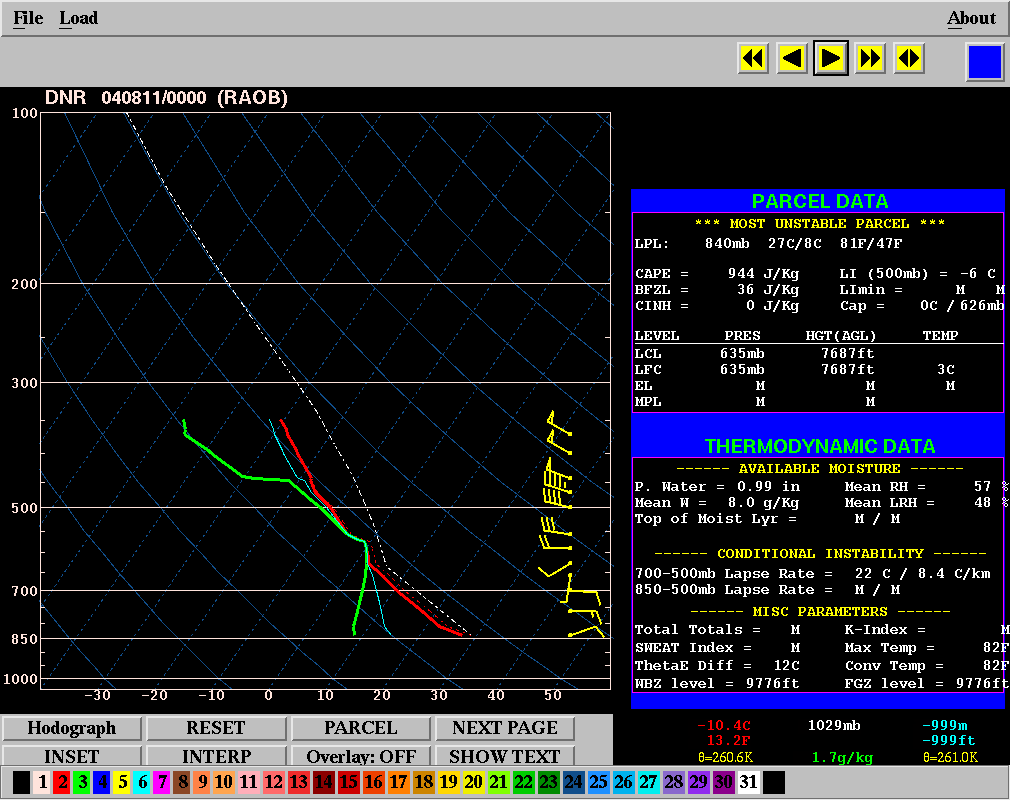 File Load About
DNR 040811/0000 (RAOB)
100
200
300
500
700
850
1000
-30 -20 -10 0 10 20 30 40 50
PARCEL DATA
*** MOST UNSTABLE PARCEL ***
LPL: 840mb 27C/8C 81F/47F
CAPE = 944 J/Kg LI (500mb) = -6 C
BFZL = 36 J/Kg LImin = M M
CINH = 0 J/Kg Cap = 0C / 626mb
LEVEL PRES HGT(AGL) TEMP
LCL 635mb 7687ft
LFC 635mb 7687ft 3C
EL M M M
MPL M M
THERMODYNAMIC DATA
------ AVAILABLE MOISTURE ------
P. Water = 0.99 in Mean RH = 57 %
Mean W = 8.0 g/Kg Mean LRH = 48 %
Top of Moist Lyr = M / M
------ CONDITIONAL INSTABILITY ------
700-500mb Lapse Rate = 22 C / 8.4 C/km
850-500mb Lapse Rate = M / M
------ MISC PARAMETERS ------
Total Totals = M K-Index = M
SWEAT Index = M Max Temp = 82F
ThetaE Diff = 12C Conv Temp = 82F
WBZ level = 9776ft FGZ level = 9776ft
-10.4C 1029mb -999m
13.2F -999ft
θ=260.6K 1.7g/kg θ=261.0K
Hodograph RESET PARCEL NEXT PAGE
INSET INTERP Overlay: OFF SHOW TEXT
1 2 3 4 5 6 7 8 9 10 11 12 13 14 15 16 17 18 19 20 21 22 23 24 25 26 27 28 29 30 31